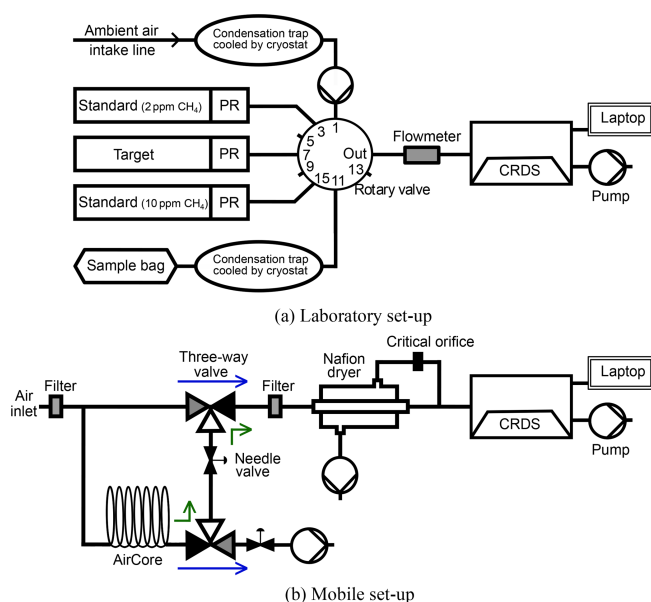 Ambient air
intake line
Condensation trap
cooled by cryostat
Standard (2 ppm CH₄) PR
Target PR
Standard (10 ppm CH₄) PR
1
3
5
7
9
15
11
13
Out
Rotary valve
Flowmeter
CRDS
Laptop
Pump
Sample bag
Condensation trap
cooled by cryostat
(a) Laboratory set-up
Air
inlet
Filter
Three-way
valve
Filter
Nafion
dryer
Critical orifice
Needle
valve
AirCore
CRDS
Laptop
Pump
(b) Mobile set-up